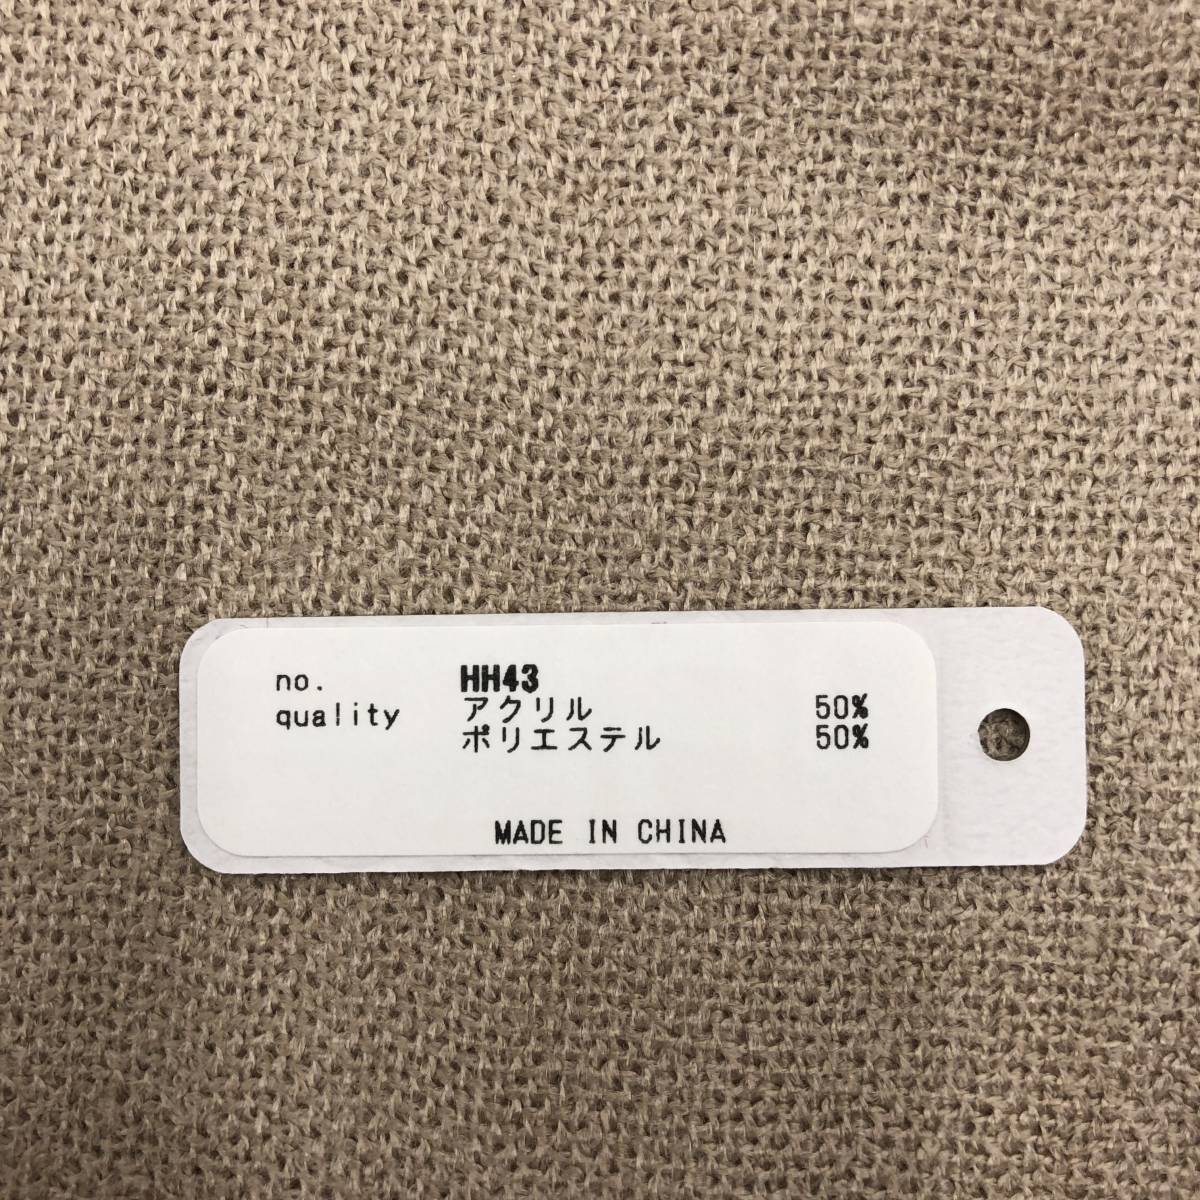 no. HH43
quality アクリル 50%
ポリエステル 50%
MADE IN CHINA